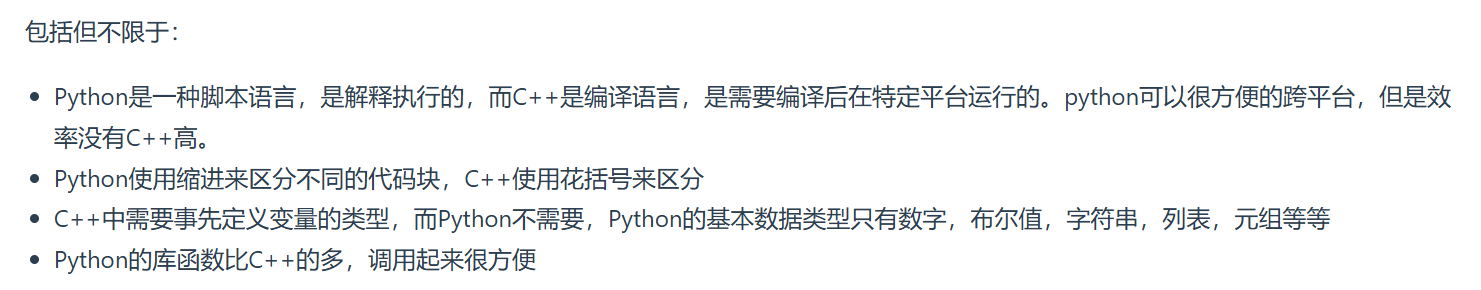 包括但不限于：
Python是一种脚本语言，是解释执行的，而C++是编译语言，是需要编译后在特定平台运行的。python可以很方便的跨平台，但是效
率没有C++高。
Python使用缩进来区分不同的代码块，C++使用花括号来区分
C++中需要事先定义变量的类型，而Python不需要，Python的基本数据类型只有数字，布尔值，字符串，列表，元组等等
Python的库函数比C++的多，调用起来很方便